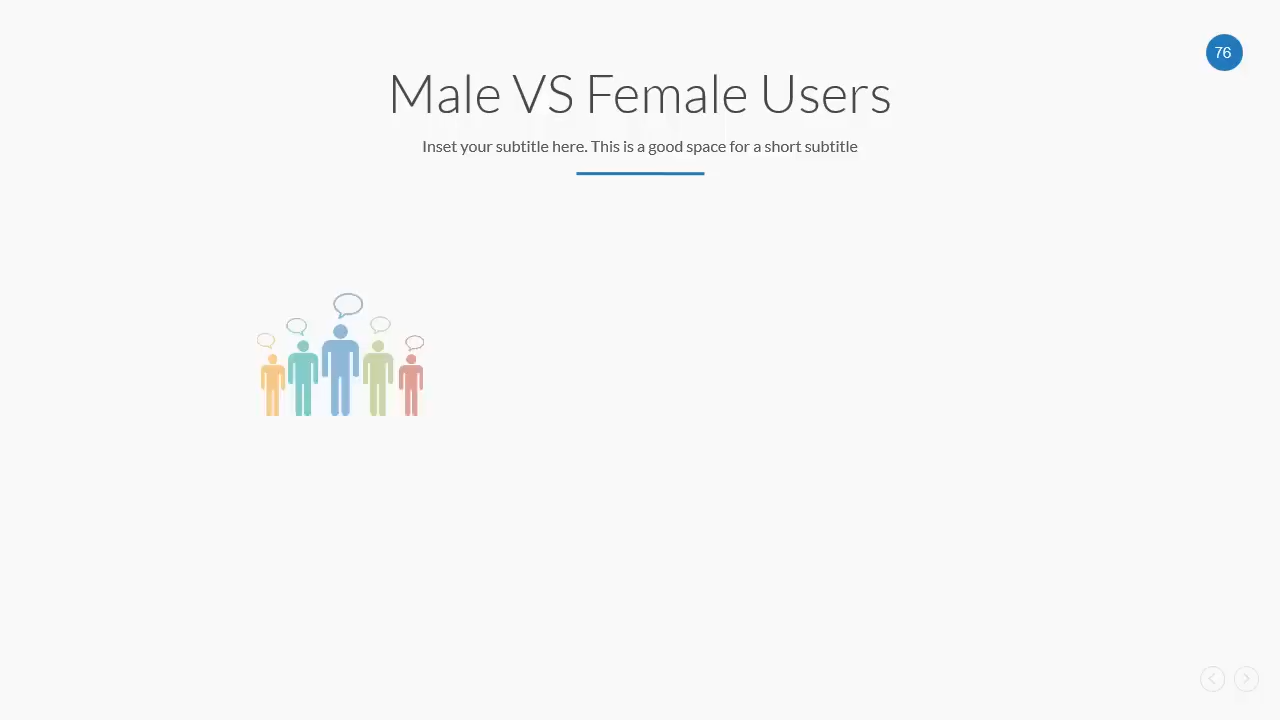 76
Male VS Female Users
Inset your subtitle here. This is a good space for a short subtitle